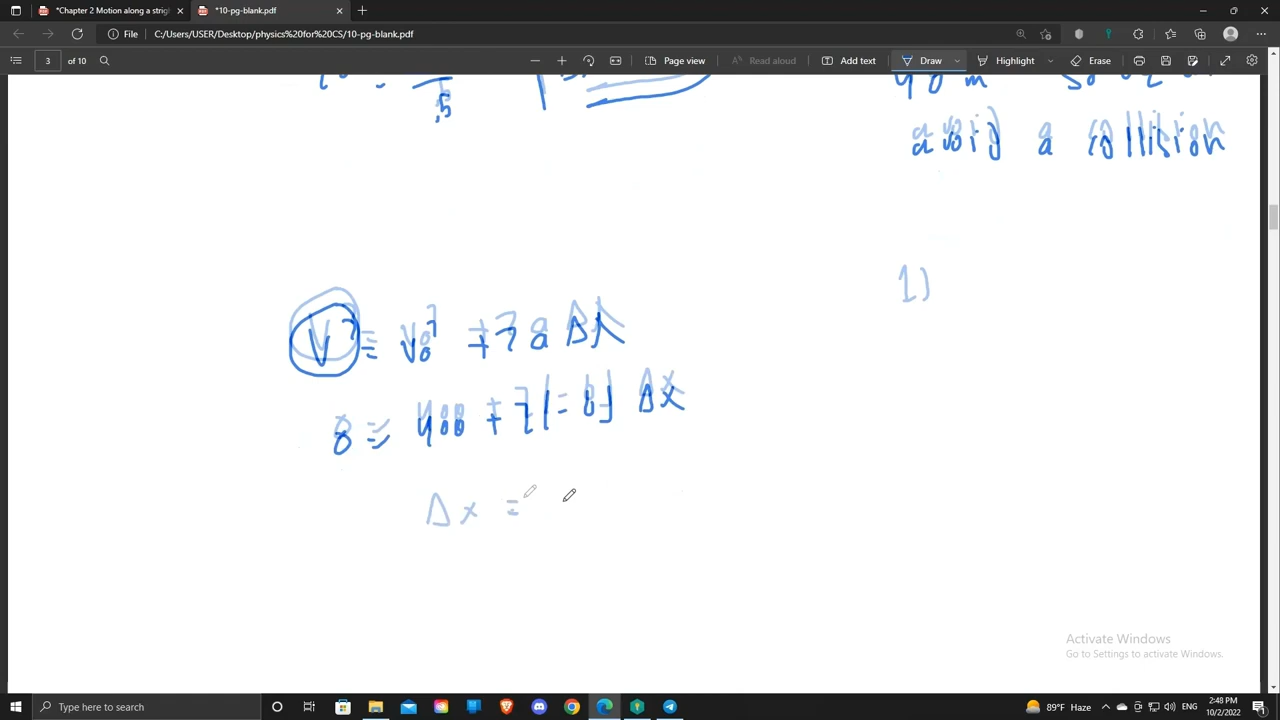 *Chapter 2 Motion along a strigh
*10-pg-blank.pdf
File C:/Users/USER/Desktop/physics%20for%20CS/10-pg-blank.pdf
3 of 10
Page view
Read aloud
Add text
Draw
Highlight
Erase
avoid a collision
1)
V² = V₀² + 2 a Δx
0 = 400 + 2(-8) Δx
Δx =
Activate Windows
Go to Settings to activate Windows.
Type here to search
89°F Haze
ENG
2:48 PM
10/2/2022
1